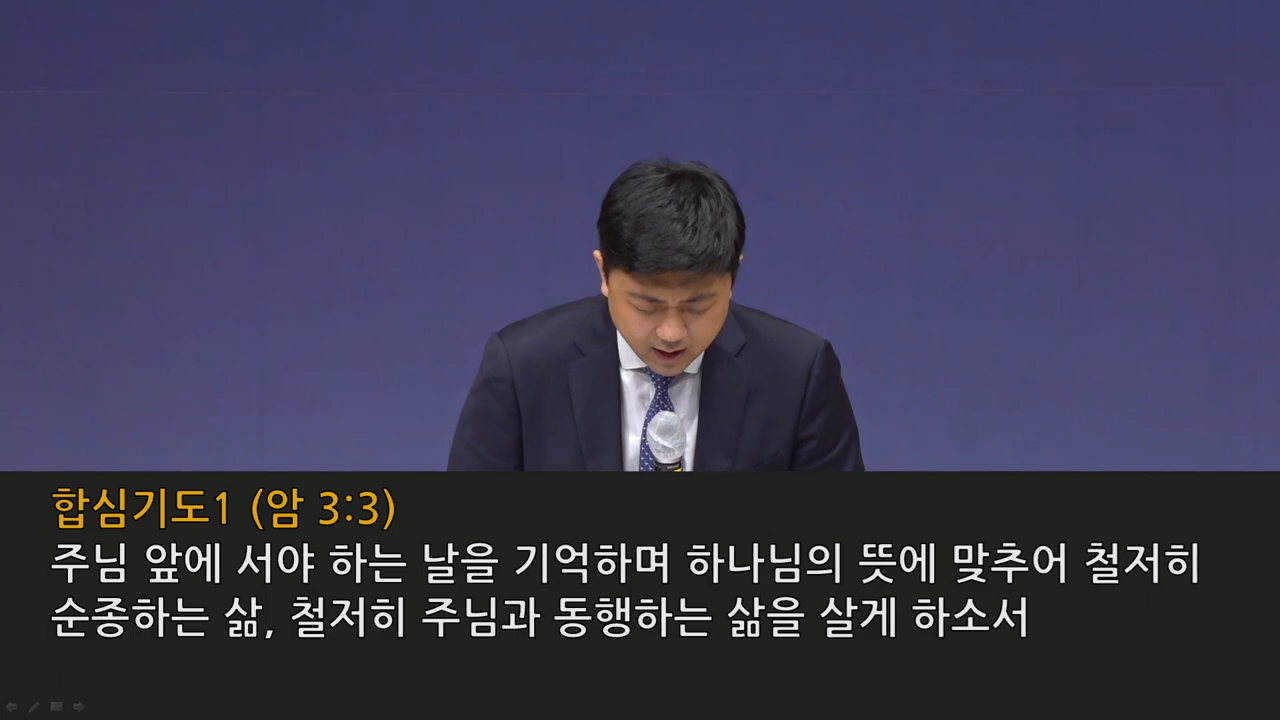 합심기도1 (암 3:3)
주님 앞에 서야 하는 날을 기억하며 하나님의 뜻에 맞추어 철저히
순종하는 삶, 철저히 주님과 동행하는 삶을 살게 하소서